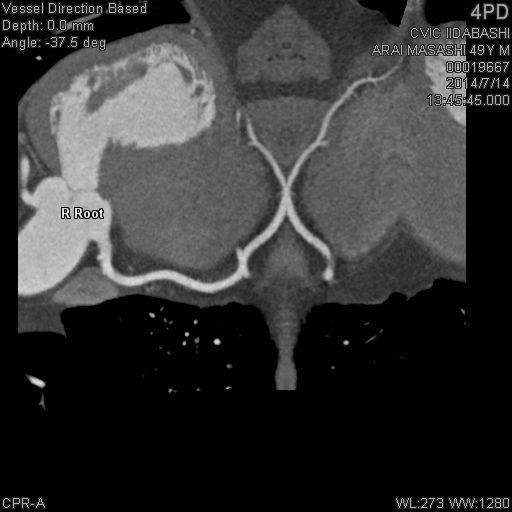 Vessel Direction Based
Depth: 0.0 mm
Angle: -37.5 deg
4PD
CVIC IIDABASHI
ARAI MASASHI 49Y M
00019667
2014/7/14
13:45:45.000
R Root
CPR-A
WL:273 WW:1280